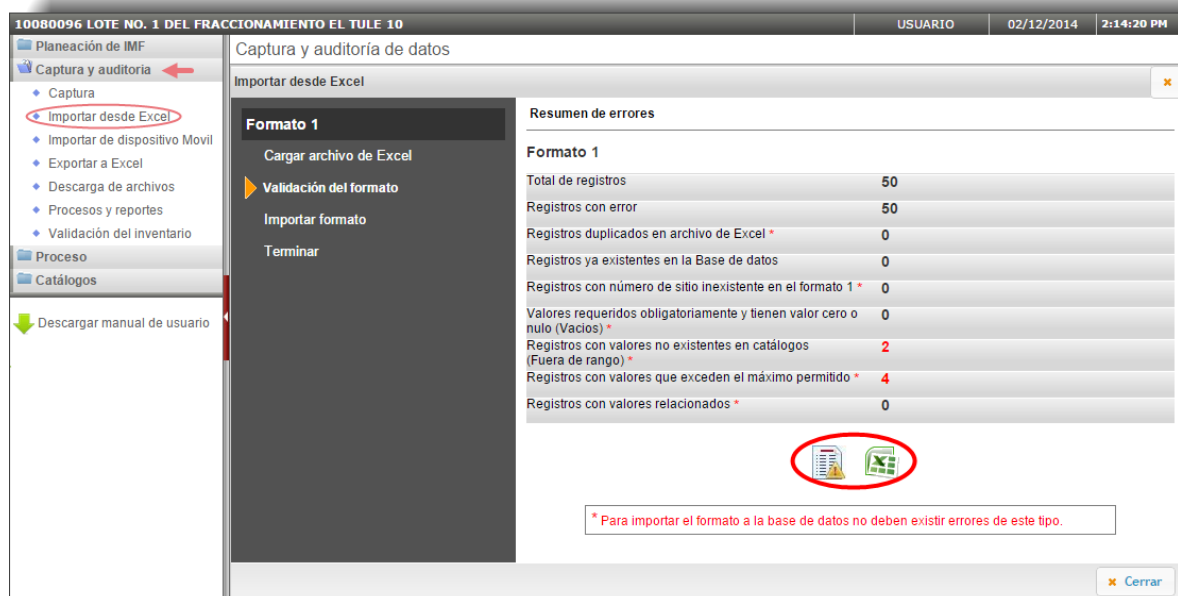 10080096 LOTE NO. 1 DEL FRACCIONAMIENTO EL TULE 10
USUARIO
02/12/2014
2:14:20 PM
Planeación de IMF
Captura y auditoria
Captura
Importar desde Excel
Importar de dispositivo Movil
Exportar a Excel
Descarga de archivos
Procesos y reportes
Validación del inventario
Proceso
Catálogos
Descargar manual de usuario
Captura y auditoría de datos
Importar desde Excel
Formato 1
Cargar archivo de Excel
Validación del formato
Importar formato
Terminar
Resumen de errores
Formato 1
Total de registros 50
Registros con error 50
Registros duplicados en archivo de Excel * 0
Registros ya existentes en la Base de datos 0
Registros con número de sitio inexistente en el formato 1 * 0
Valores requeridos obligatoriamente y tienen valor cero o 0
nulo (Vacios) *
Registros con valores no existentes en catálogos 2
(Fuera de rango) *
Registros con valores que exceden el máximo permitido * 4
Registros con valores relacionados * 0
* Para importar el formato a la base de datos no deben existir errores de este tipo.
Cerrar